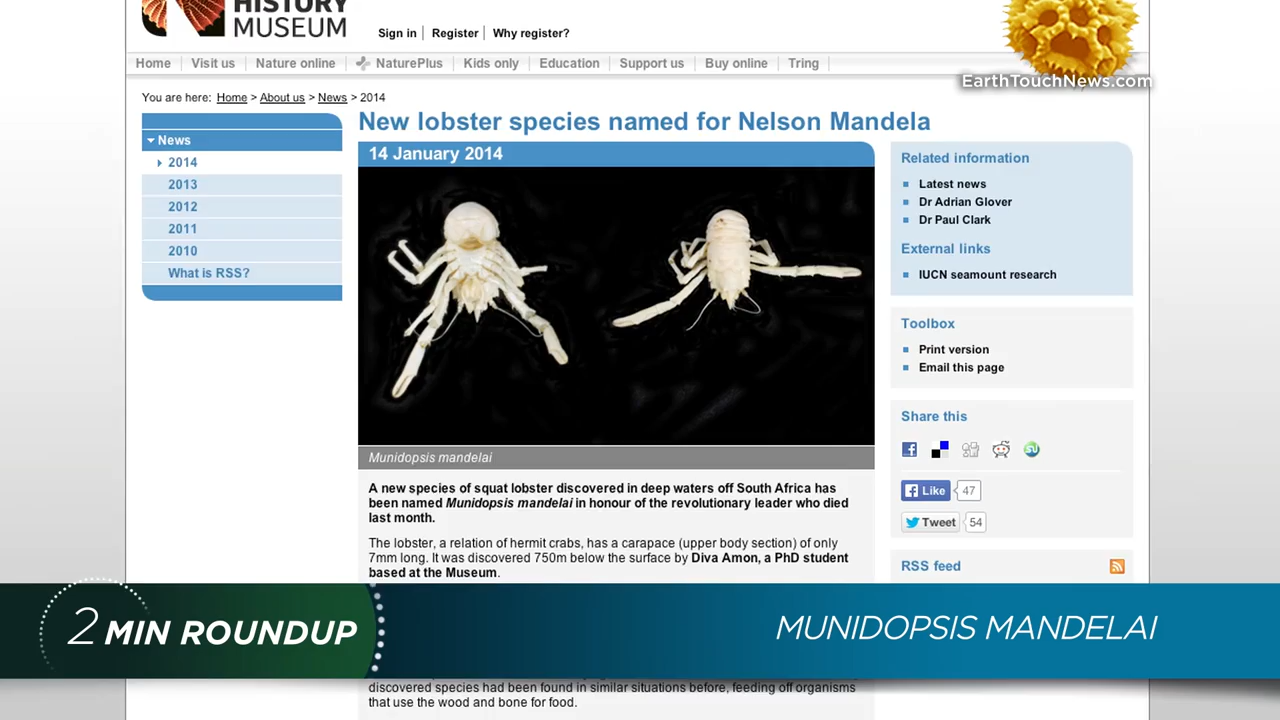 HISTORY
MUSEUM
Sign in
Register
Why register?
EarthTouchNews.com
Home
Visit us
Nature online
NaturePlus
Kids only
Education
Support us
Buy online
Tring
You are here: Home > About us > News > 2014
News
2014
2013
2012
2011
2010
What is RSS?
New lobster species named for Nelson Mandela
14 January 2014
Munidopsis mandelai
A new species of squat lobster discovered in deep waters off South Africa has
been named Munidopsis mandelai in honour of the revolutionary leader who died
last month.
The lobster, a relation of hermit crabs, has a carapace (upper body section) of only
7mm long. It was discovered 750m below the surface by Diva Amon, a PhD student
based at the Museum.
discovered species had been found in similar situations before, feeding off organisms
that use the wood and bone for food.
Related information
Latest news
Dr Adrian Glover
Dr Paul Clark
External links
IUCN seamount research
Toolbox
Print version
Email this page
Share this
Like 47
Tweet 54
RSS feed
2 MIN ROUNDUP
MUNIDOPSIS MANDELAI